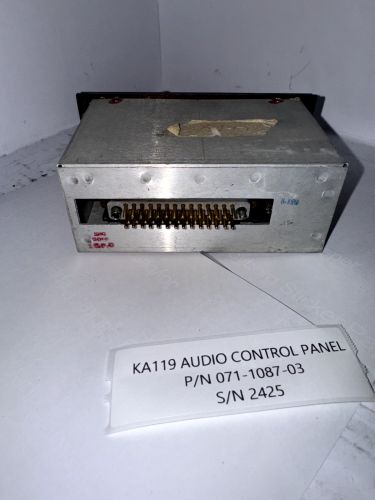 KA119 AUDIO CONTROL PANEL
P/N 071-1087-03
S/N 2425